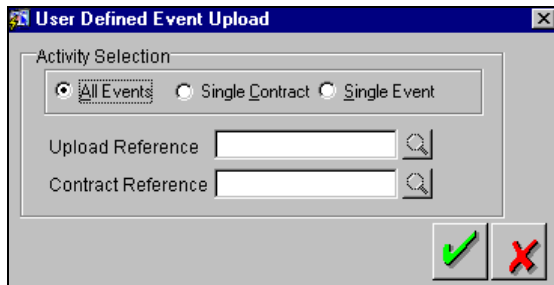 User Defined Event Upload
Activity Selection
All Events Single Contract Single Event
Upload Reference
Contract Reference